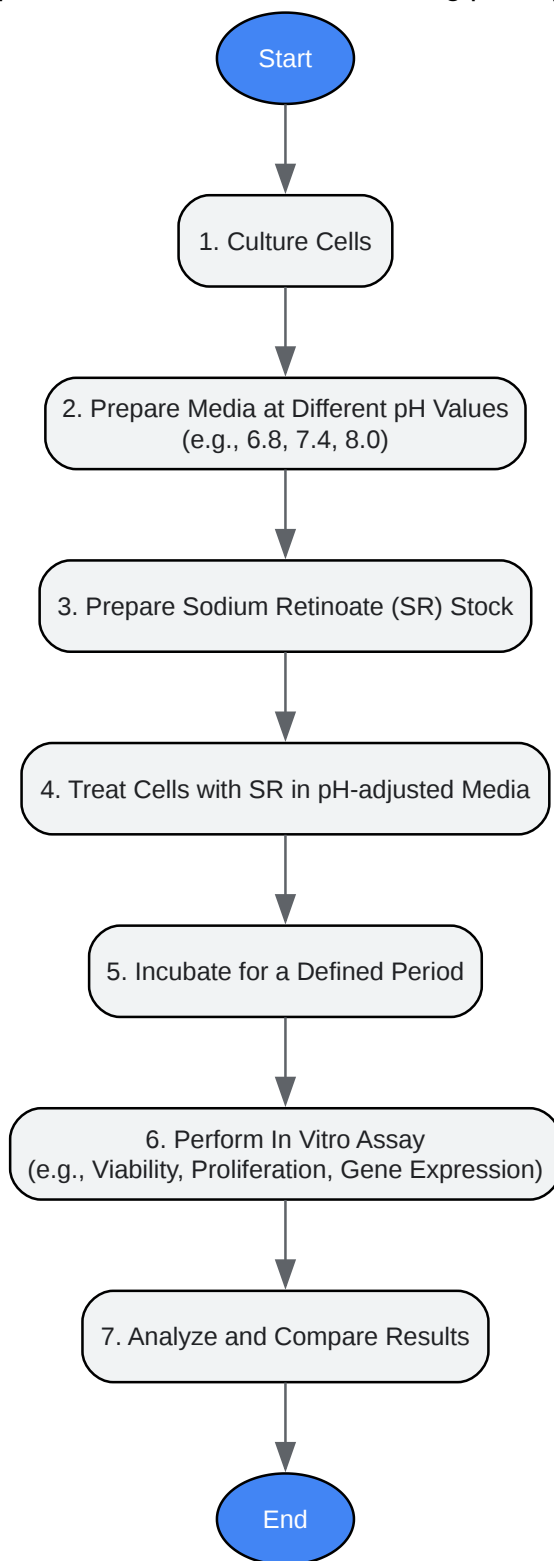 Start
1. Culture Cells
2. Prepare Media at Different pH Values
(e.g., 6.8, 7.4, 8.0)
3. Prepare Sodium Retinoate (SR) Stock
4. Treat Cells with SR in pH-adjusted Media
5. Incubate for a Defined Period
6. Perform In Vitro Assay
(e.g., Viability, Proliferation, Gene Expression)
7. Analyze and Compare Results
End